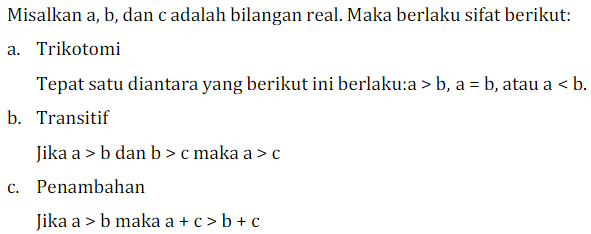 Misalkan a, b, dan c adalah bilangan real. Maka berlaku sifat berikut:
a. Trikotomi
Tepat satu diantara yang berikut ini berlaku:a > b, a = b, atau a < b.
b. Transitif
Jika a > b dan b > c maka a > c
c. Penambahan
Jika a > b maka a + c > b + c